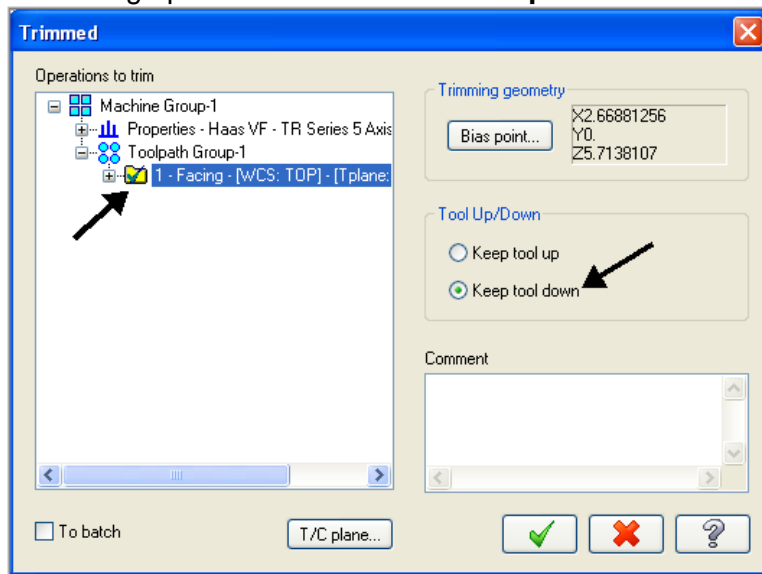 Trimmed
Operations to trim
Machine Group-1
Properties - Haas VF - TR Series 5 Axis
Toolpath Group-1
1 - Facing - [WCS: TOP] - [Tplane:
Trimming geometry
Bias point...
X2.66881256
Y0.
Z5.7138107
Tool Up/Down
Keep tool up
Keep tool down
Comment
To batch
T/C plane...